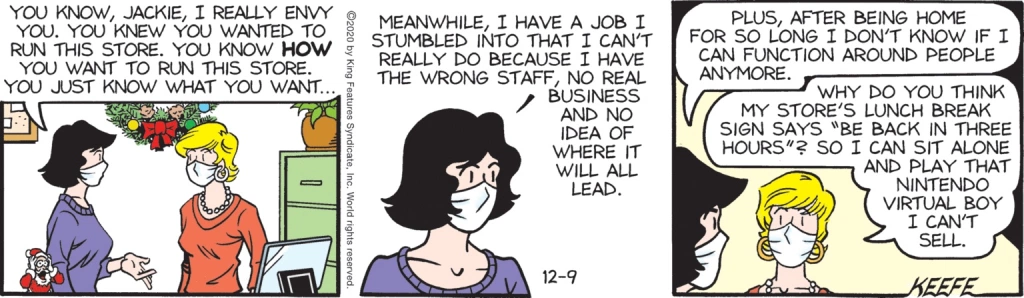 YOU KNOW, JACKIE, I REALLY ENVY
YOU. YOU KNEW YOU WANTED TO
RUN THIS STORE. YOU KNOW HOW
YOU WANT TO RUN THIS STORE.
YOU JUST KNOW WHAT YOU WANT...
©2020 by King Features Syndicate, Inc. World rights reserved.
MEANWHILE, I HAVE A JOB I
STUMBLED INTO THAT I CAN'T
REALLY DO BECAUSE I HAVE
THE WRONG STAFF, NO REAL
BUSINESS
AND NO
IDEA OF
WHERE IT
WILL ALL
LEAD.
12-9
PLUS, AFTER BEING HOME
FOR SO LONG I DON'T KNOW IF I
CAN FUNCTION AROUND PEOPLE
ANYMORE.
WHY DO YOU THINK
MY STORE'S LUNCH BREAK
SIGN SAYS "BE BACK IN THREE
HOURS"? SO I CAN SIT ALONE
AND PLAY THAT
NINTENDO
VIRTUAL BOY
I CAN'T
SELL.
KEEFE